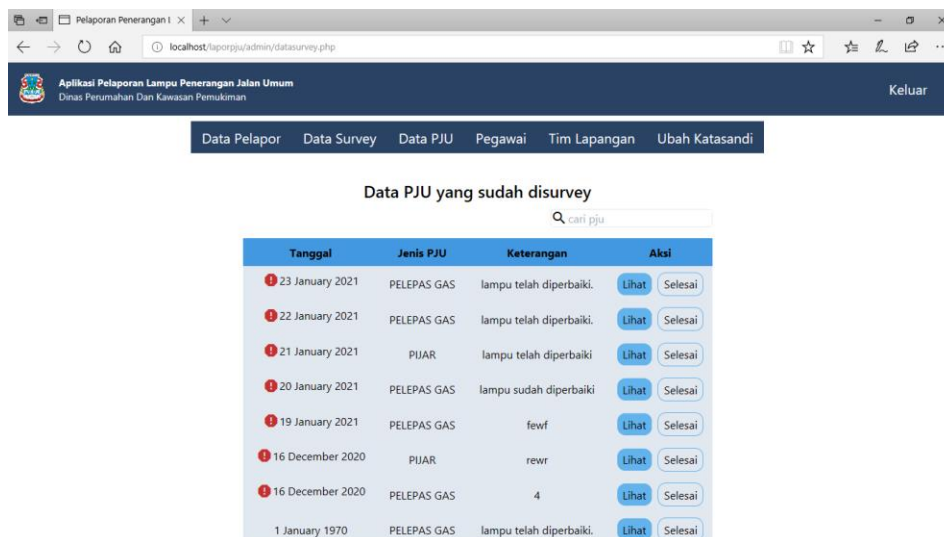 Pelaporan Penerangan
localhost/laporpju/admin/datasurvey.php
Aplikasi Pelaporan Lampu Penerangan Jalan Umum
Dinas Perumahan Dan Kawasan Pemukiman
Keluar
Data Pelapor Data Survey Data PJU Pegawai Tim Lapangan Ubah Katasandi
Data PJU yang sudah disurvey
cari pju
Tanggal Jenis PJU Keterangan Aksi
23 January 2021 PELEPAS GAS lampu telah diperbaiki. Lihat Selesai
22 January 2021 PELEPAS GAS lampu telah diperbaiki. Lihat Selesai
21 January 2021 PIJAR lampu telah diperbaiki Lihat Selesai
20 January 2021 PELEPAS GAS lampu sudah diperbaiki Lihat Selesai
19 January 2021 PELEPAS GAS fewf Lihat Selesai
16 December 2020 PIJAR rewr Lihat Selesai
16 December 2020 PELEPAS GAS 4 Lihat Selesai
1 January 1970 PELEPAS GAS lampu telah diperbaiki. Lihat Selesai